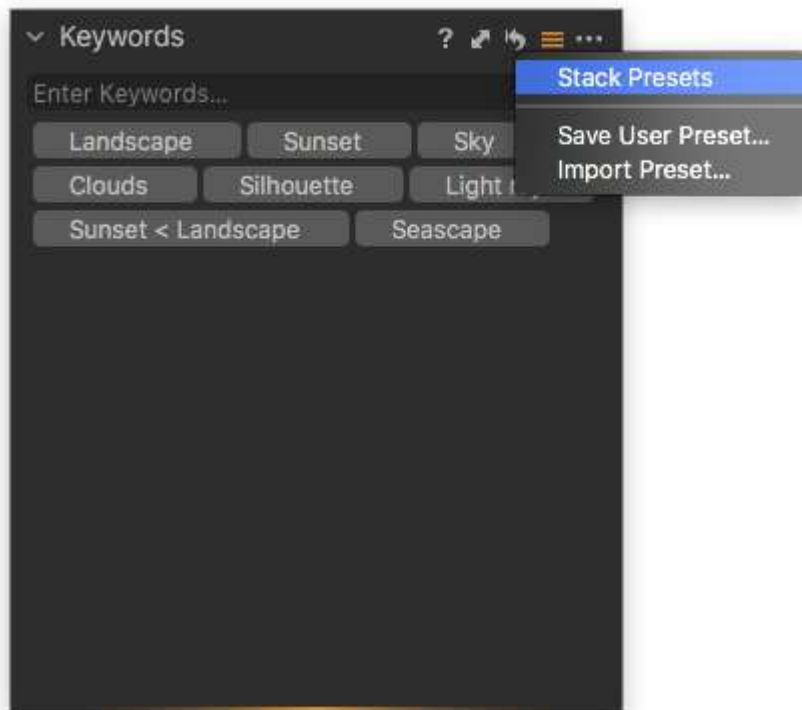 Keywords ?
Stack Presets
Enter Keywords...
Landscape Sunset Sky
Save User Preset...
Clouds Silhouette Light
Import Preset...
Sunset < Landscape Seascape